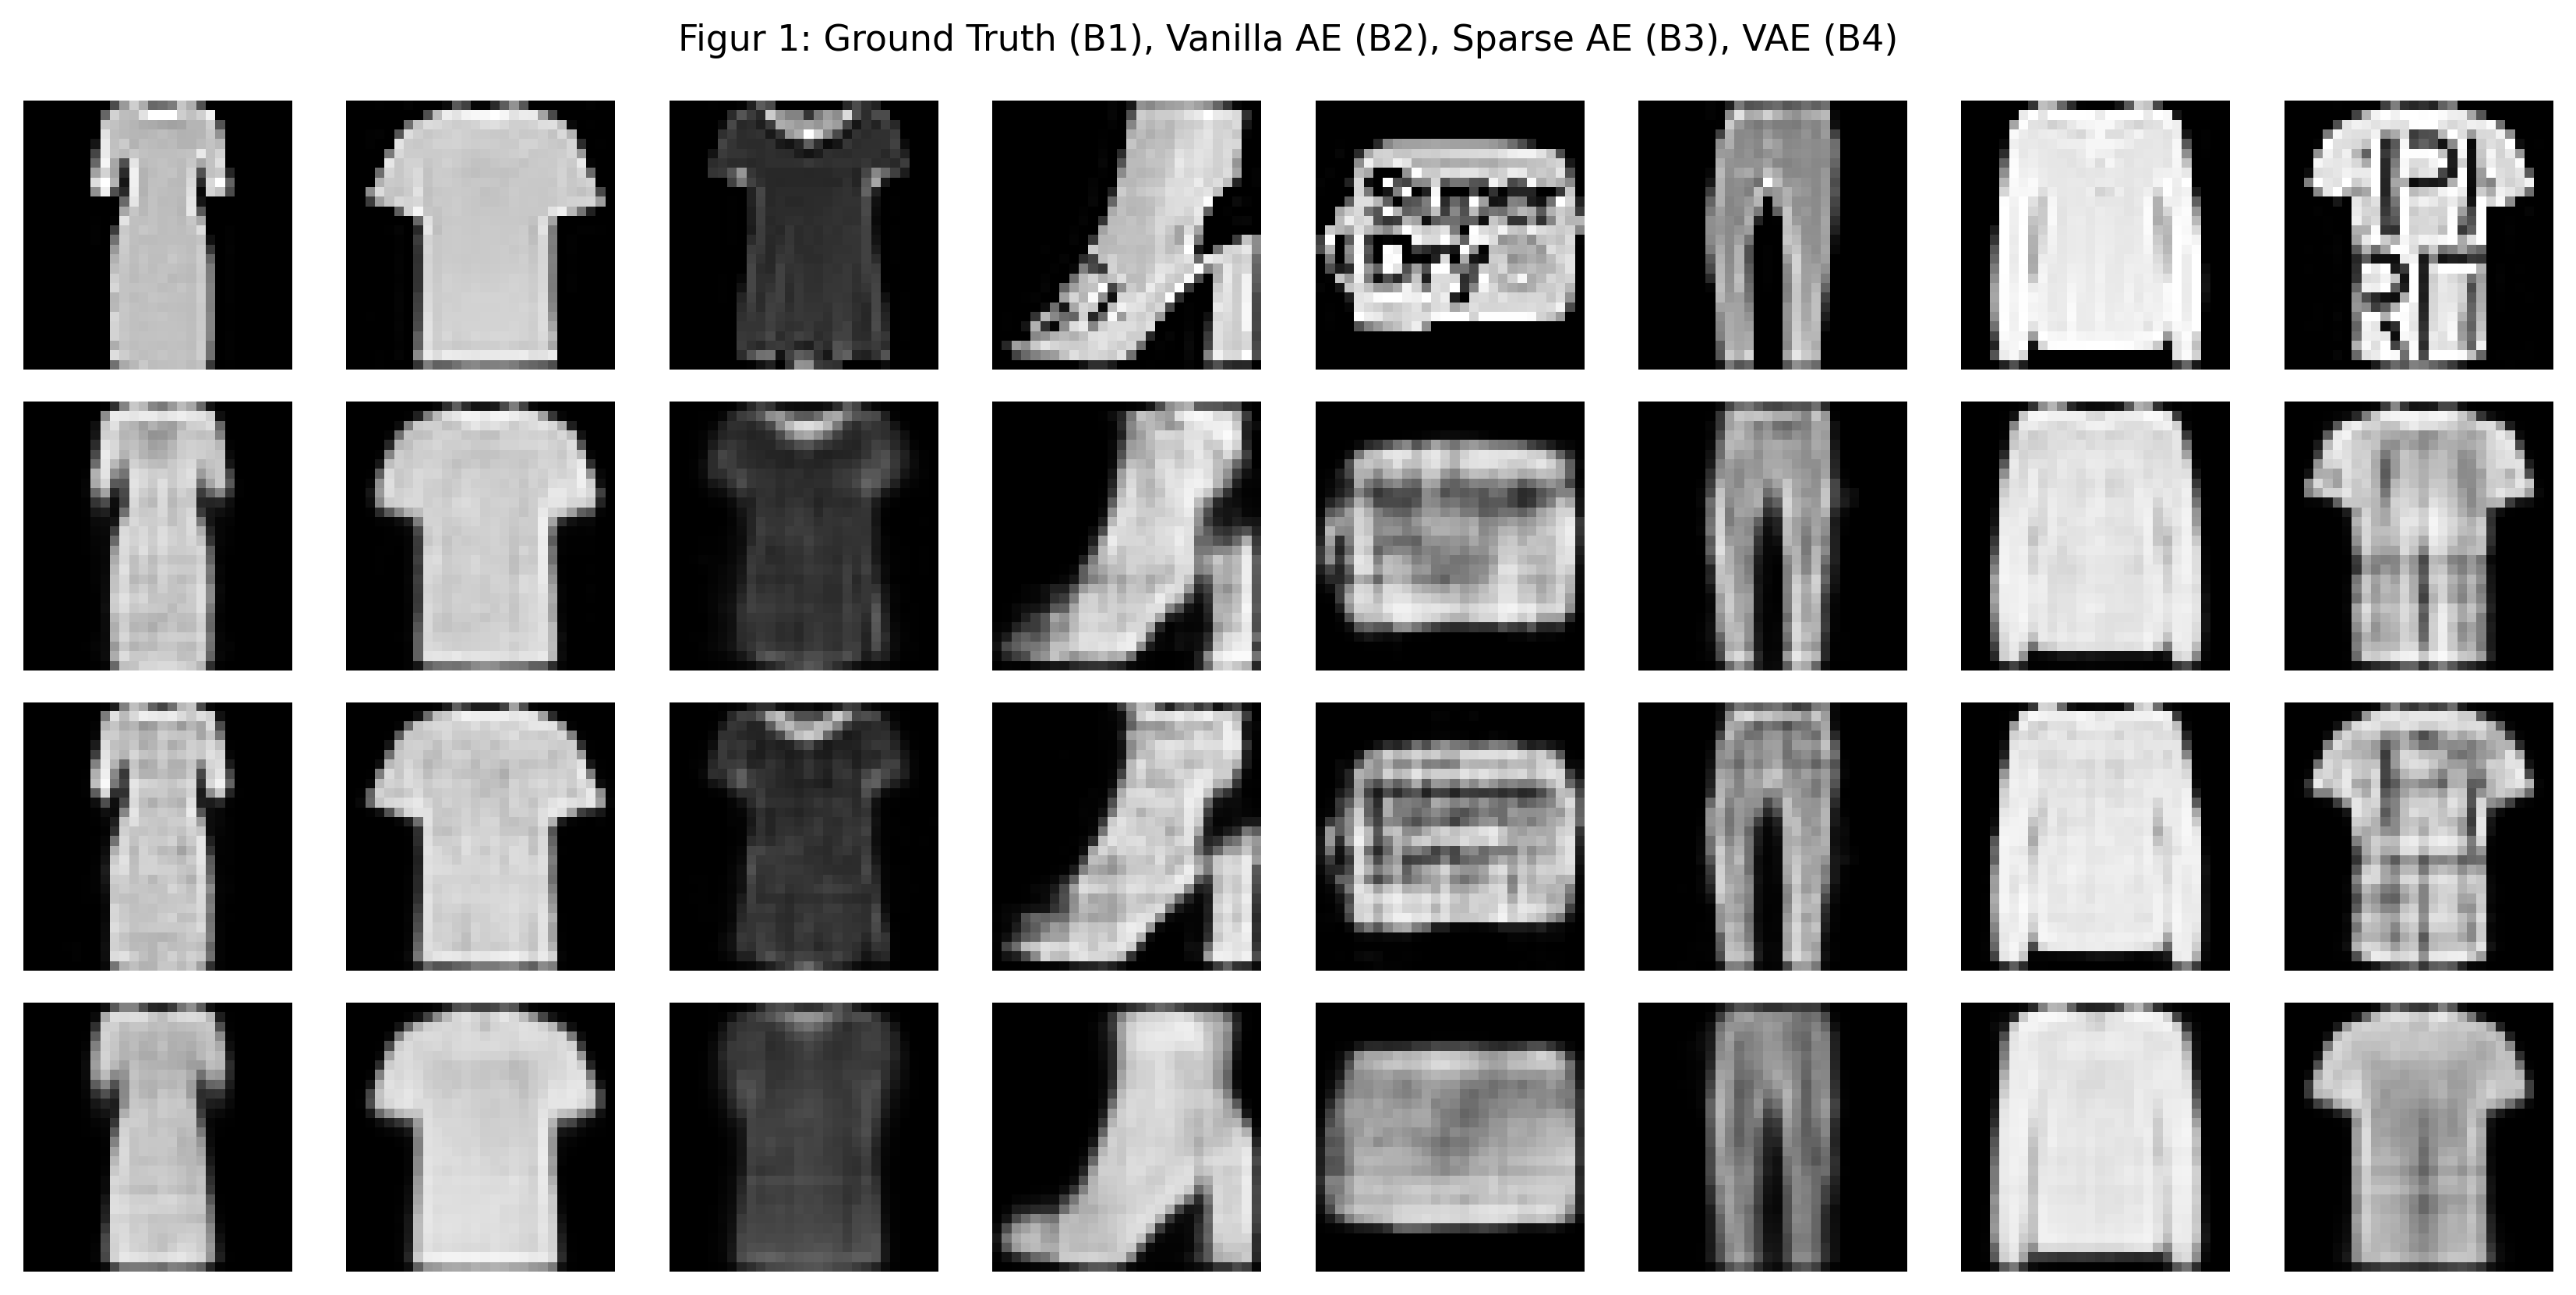 Figur 1: Ground Truth (B1), Vanilla AE (B2), Sparse AE (B3), VAE (B4)
Super
Dry